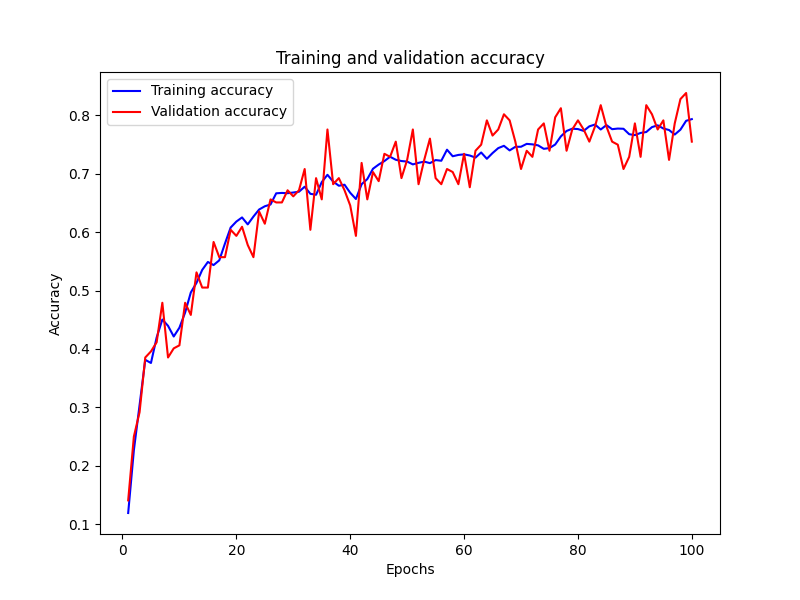 Training and validation accuracy
Training accuracy
Validation accuracy
0.8
0.7
0.6
0.5
0.4
0.3
0.2
0.1
Accuracy
0 20 40 60 80 100
Epochs